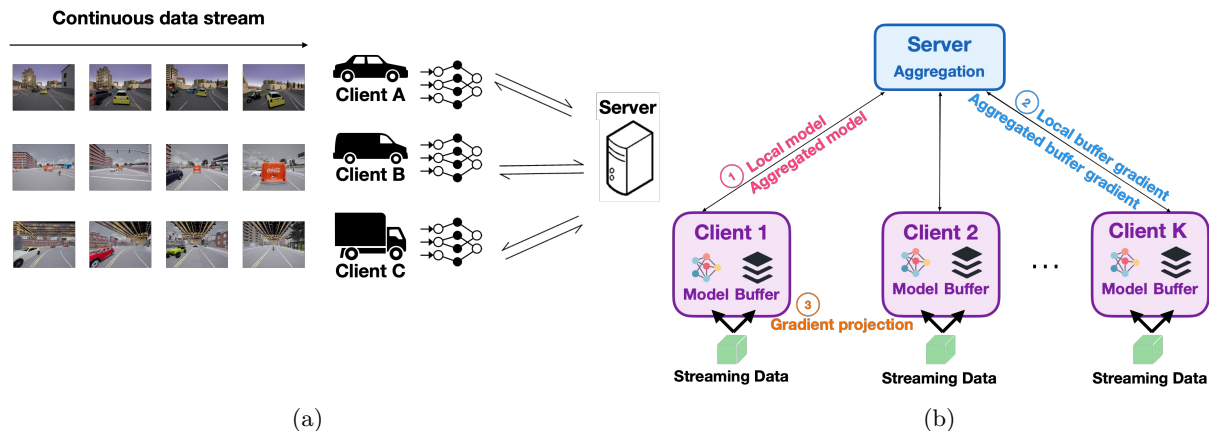 Continuous data stream
Client A
Client B
Client C
Server
(a)
Server
Aggregation
1 Local model
Aggregated model
2 Local buffer gradient
Aggregated buffer gradient
Client 1
Model Buffer
Client 2
Model Buffer
...
Client K
Model Buffer
3
Gradient projection
Streaming Data
Streaming Data
Streaming Data
(b)